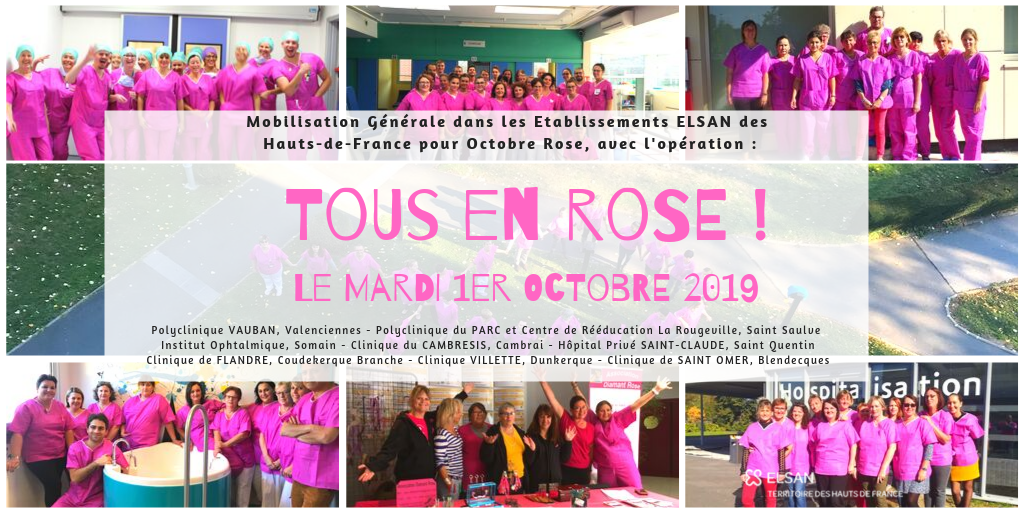 Mobilisation Générale dans les Etablissements ELSAN des
Hauts-de-France pour Octobre Rose, avec l'opération :
TOUS EN ROSE !
LE MARDI 1ER OCTOBRE 2019
Polyclinique VAUBAN, Valenciennes - Polyclinique du PARC et Centre de Rééducation La Rougeville, Saint Saulve
Institut Ophtalmique, Somain - Clinique du CAMBRESIS, Cambrai - Hôpital Privé SAINT-CLAUDE, Saint Quentin
Clinique de FLANDRE, Coudekerque Branche - Clinique VILLETTE, Dunkerque - Clinique de SAINT OMER, Blendecques
Diamant Rose
Hospitalisation
ELSAN
TERRITOIRE DES HAUTS DE FRANCE